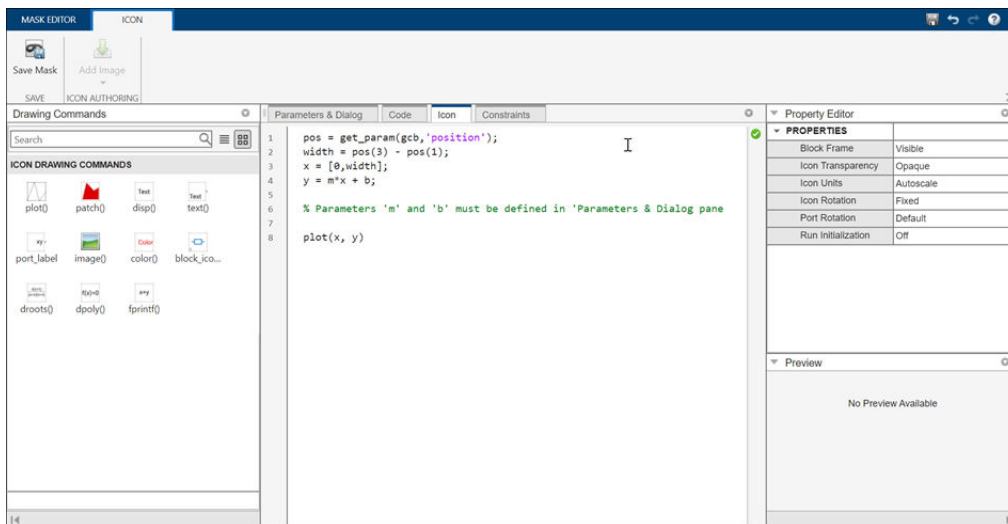 MASK EDITOR
ICON
Save Mask
Add Image
SAVE
ICON AUTHORING
Drawing Commands
Search
ICON DRAWING COMMANDS
Text
Text
plot()
patch()
disp()
text()
xy
Color
port_label
image()
color()
block_ico...
f(x)=0
x=y
droots()
dpoly()
fprintf()
Parameters & Dialog
Code
Icon
Constraints
1 pos = get_param(gcb,'position');
2 width = pos(3) - pos(1);
3 x = [0,width];
4 y = m*x + b;
5
6 % Parameters 'm' and 'b' must be defined in 'Parameters & Dialog pane
7
8 plot(x, y)
Property Editor
PROPERTIES
Block Frame Visible
Icon Transparency Opaque
Icon Units Autoscale
Icon Rotation Fixed
Port Rotation Default
Run Initialization Off
Preview
No Preview Available